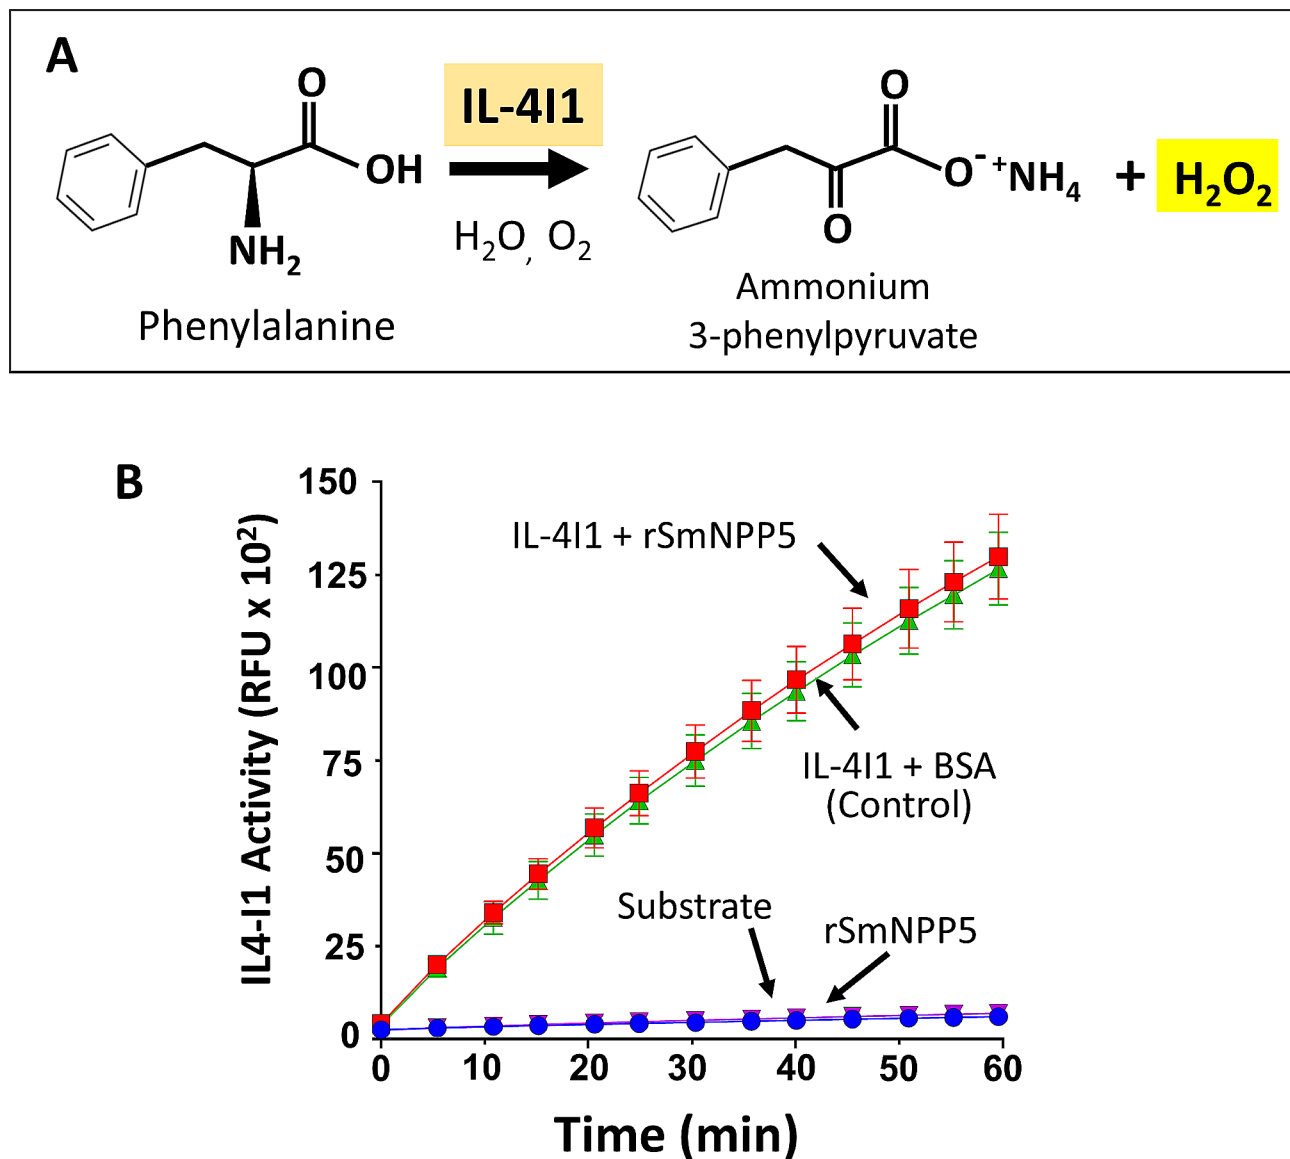 A
O
OH
NH2
Phenylalanine
IL-4I1
H2O, O2
O
O
O- +NH4
+
H2O2
Ammonium
3-phenylpyruvate
B
IL4-I1 Activity (RFU x 10²)
150
125
100
75
50
25
0
IL-4I1 + rSmNPP5
IL-4I1 + BSA
(Control)
Substrate
rSmNPP5
0 10 20 30 40 50 60
Time (min)